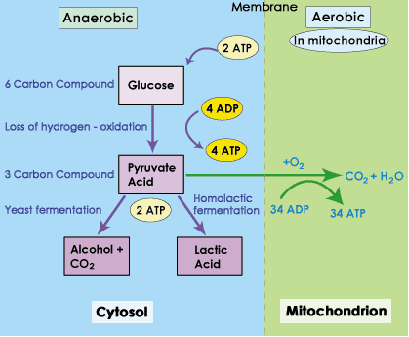 Membrane
Anaerobic
Aerobic
In mitochondria
2 ATP
6 Carbon Compound
Glucose
4 ADP
Loss of hydrogen - oxidation
4 ATP
+O2
3 Carbon Compound
Pyruvate
Acid
CO2 + H2O
Yeast fermentation
2 ATP
Homolactic
fermentation
34 ADP
34 ATP
Alcohol +
CO2
Lactic
Acid
Cytosol
Mitochondrion